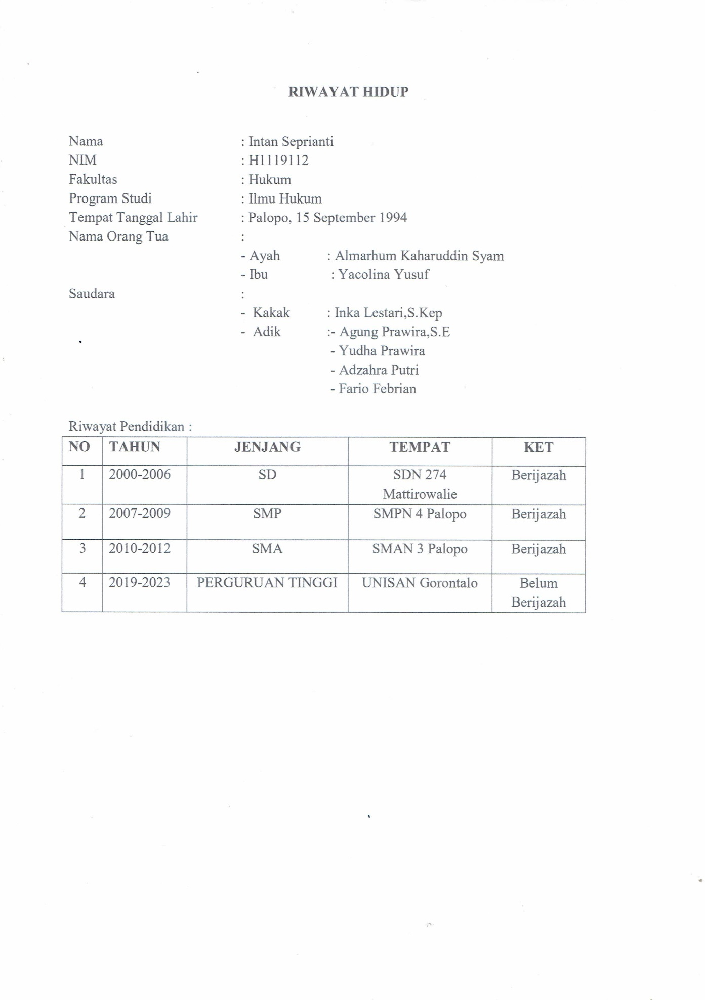 RIWAYAT HIDUP
Nama : Intan Seprianti
NIM : H1119112
Fakultas : Hukum
Program Studi : Ilmu Hukum
Tempat Tanggal Lahir : Palopo, 15 September 1994
Nama Orang Tua :
- Ayah : Almarhum Kaharuddin Syam
- Ibu : Yacolina Yusuf
Saudara :
- Kakak : Inka Lestari,S.Kep
- Adik :- Agung Prawira,S.E
- Yudha Prawira
- Adzahra Putri
- Fario Febrian
Riwayat Pendidikan :
NO TAHUN JENJANG TEMPAT KET
1 2000-2006 SD SDN 274 Berijazah
Mattirowalie
2 2007-2009 SMP SMPN 4 Palopo Berijazah
3 2010-2012 SMA SMAN 3 Palopo Berijazah
4 2019-2023 PERGURUAN TINGGI UNISAN Gorontalo Belum
Berijazah